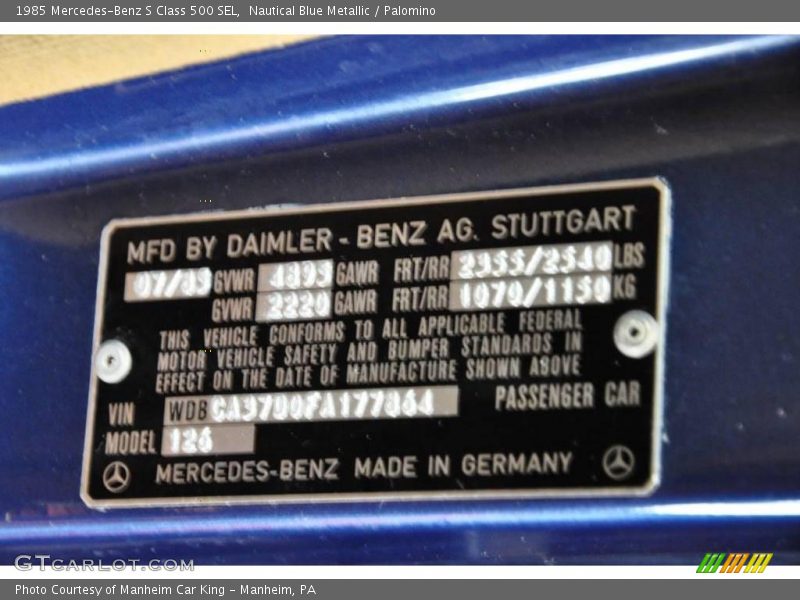 1985 Mercedes-Benz S Class 500 SEL, Nautical Blue Metallic / Palomino
MFD BY DAIMLER - BENZ AG. STUTTGART
07/85 GVWR 4895 GAWR FRT/RR 2355/2540 LBS
GVWR 2220 GAWR FRT/RR 1070/1150 KG
THIS VEHICLE CONFORMS TO ALL APPLICABLE FEDERAL
MOTOR VEHICLE SAFETY AND BUMPER STANDARDS IN
EFFECT ON THE DATE OF MANUFACTURE SHOWN ABOVE
VIN WDBCA3700FA177864 PASSENGER CAR
MODEL 126
MERCEDES-BENZ MADE IN GERMANY
GTCARLOT.COM
Photo Courtesy of Manheim Car King - Manheim, PA